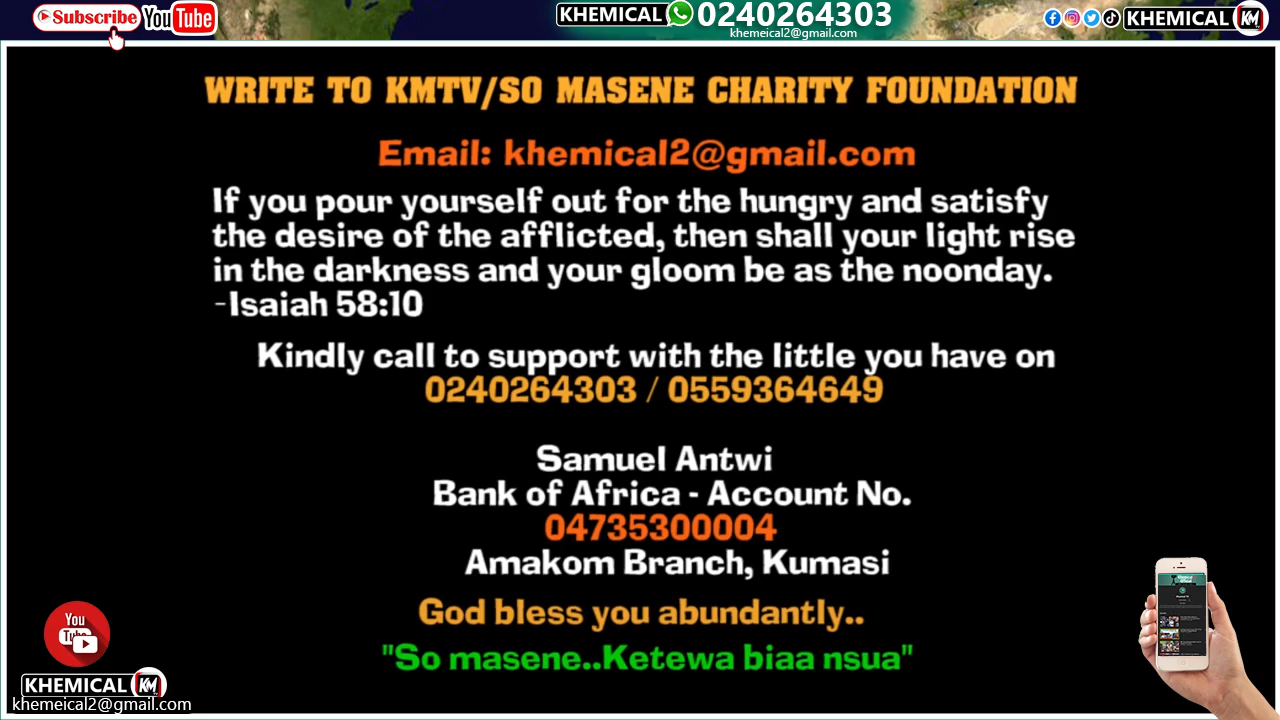 Subscribe YouTube
KHEMICAL 0240264303
khemeical2@gmail.com
KHEMICAL KM
WRITE TO KMTV/SO MASENE CHARITY FOUNDATION
Email: khemical2@gmail.com
If you pour yourself out for the hungry and satisfy
the desire of the afflicted, then shall your light rise
in the darkness and your gloom be as the noonday.
-Isaiah 58:10
Kindly call to support with the little you have on
0240264303 / 0559364649
Samuel Antwi
Bank of Africa - Account No.
04735300004
Amakom Branch, Kumasi
God bless you abundantly..
"So masene..Ketewa biaa nsua"
You
Tube
KHEMICAL KM
khemeical2@gmail.com